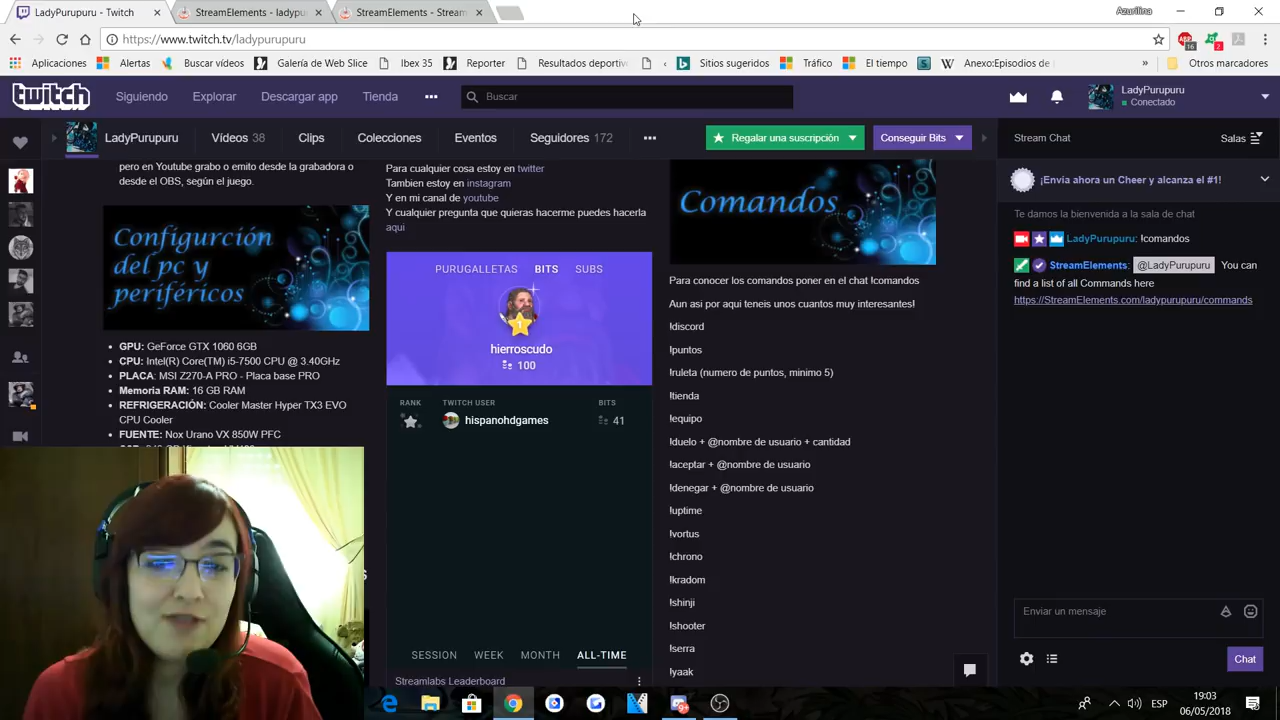 LadyPurupuru - Twitch
StreamElements - ladypu
StreamElements - Stream
Azurilina
https://www.twitch.tv/ladypurupuru
16
2
Aplicaciones
Alertas
Buscar vídeos
Galería de Web Slice
Ibex 35
Reporter
Resultados deportiv
Sitios sugeridos
Tráfico
El tiempo
Anexo:Episodios de
Otros marcadores
twitch
Siguiendo
Explorar
Descargar app
Tienda
Buscar
LadyPurupuru
Conectado
LadyPurupuru
Vídeos 38
Clips
Colecciones
Eventos
Seguidores 172
Regalar una suscripción
Conseguir Bits
Stream Chat
Salas
pero en Youtube grabo o emito desde la grabadora o
desde el OBS, según el juego.
Configurción
del pc y
periféricos
GPU: GeForce GTX 1060 6GB
CPU: Intel(R) Core(TM) i5-7500 CPU @ 3.40GHz
PLACA: MSI Z270-A PRO - Placa base PRO
Memoria RAM: 16 GB RAM
REFRIGERACIÓN: Cooler Master Hyper TX3 EVO
CPU Cooler
FUENTE: Nox Urano VX 850W PFC
Para cualquier cosa estoy en twitter
Tambien estoy en instagram
Y en mi canal de youtube
Y cualquier pregunta que quieras hacerme puedes hacerla
aqui
PURUGALLETAS BITS SUBS
1
hierroscudo
100
RANK TWITCH USER BITS
hispanohdgames 41
SESSION WEEK MONTH ALL-TIME
Streamlabs Leaderboard
Comandos
Para conocer los comandos poner en el chat !comandos
Aun asi por aqui teneis unos cuantos muy interesantes!
!discord
!puntos
!ruleta (numero de puntos, minimo 5)
!tienda
!equipo
!duelo + @nombre de usuario + cantidad
!aceptar + @nombre de usuario
!denegar + @nombre de usuario
!uptime
!vortus
!chrono
!kradom
!shinji
!shooter
!serra
!yaak
¡Envía ahora un Cheer y alcanza el #1!
Te damos la bienvenida a la sala de chat
LadyPurupuru: !comandos
StreamElements: @LadyPurupuru You can
find a list of all Commands here
https://StreamElements.com/ladypurupuru/commands
Enviar un mensaje
Chat
ESP
19:03
06/05/2018